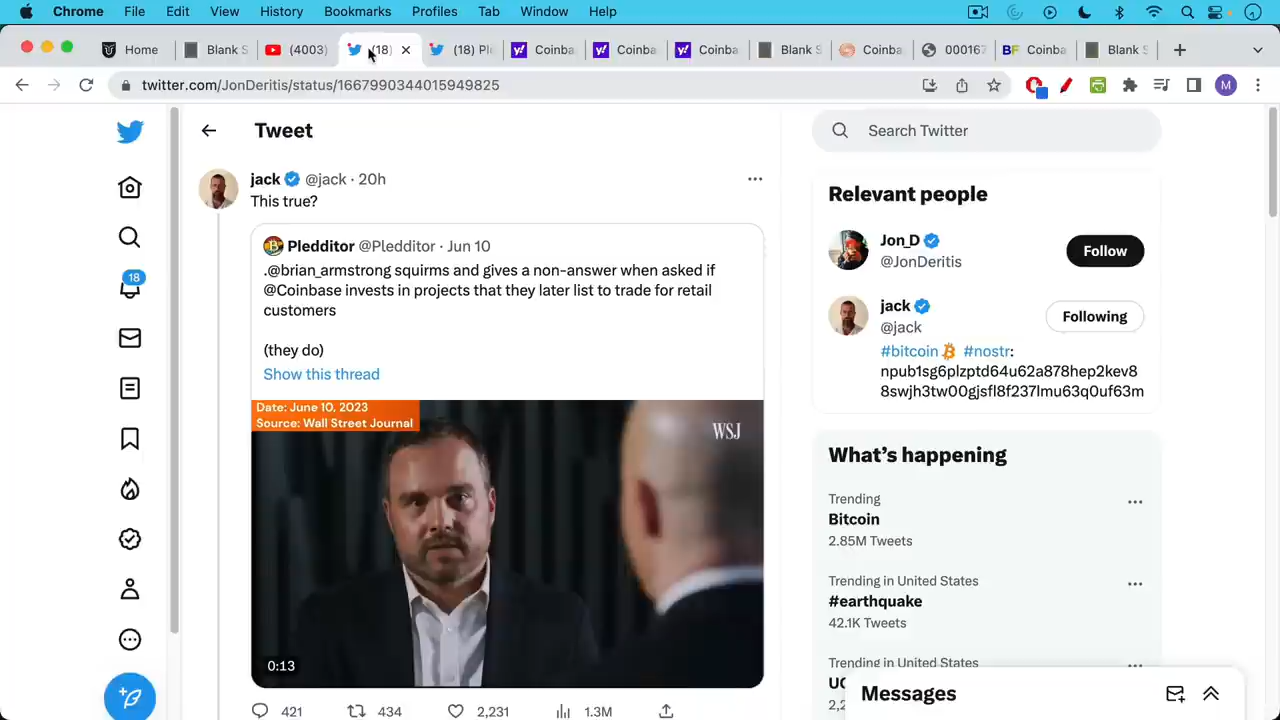 Chrome File Edit View History Bookmarks Profiles Tab Window Help
Home Blank S (4003) (18) (18) Ple Coinba Coinba Coinba Blank S Coinba 000167 BF Coinba Blank S
twitter.com/JonDeritis/status/1667990344015949825
M
Tweet
Search Twitter
jack @jack · 20h
This true?
Pledditor @Pledditor · Jun 10
.@brian_armstrong squirms and gives a non-answer when asked if
@Coinbase invests in projects that they later list to trade for retail
customers
(they do)
Show this thread
Date: June 10, 2023
Source: Wall Street Journal
WSJ
0:13
421 434 2,231 1.3M
18
Relevant people
Jon_D
@JonDeritis
Follow
jack
@jack
Following
#bitcoin #nostr:
npub1sg6plzptd64u62a878hep2kev8
8swjh3tw00gjsfl8f237lmu63q0uf63m
What's happening
Trending
Bitcoin
2.85M Tweets
Trending in United States
#earthquake
42.1K Tweets
Trending in United States
Messages